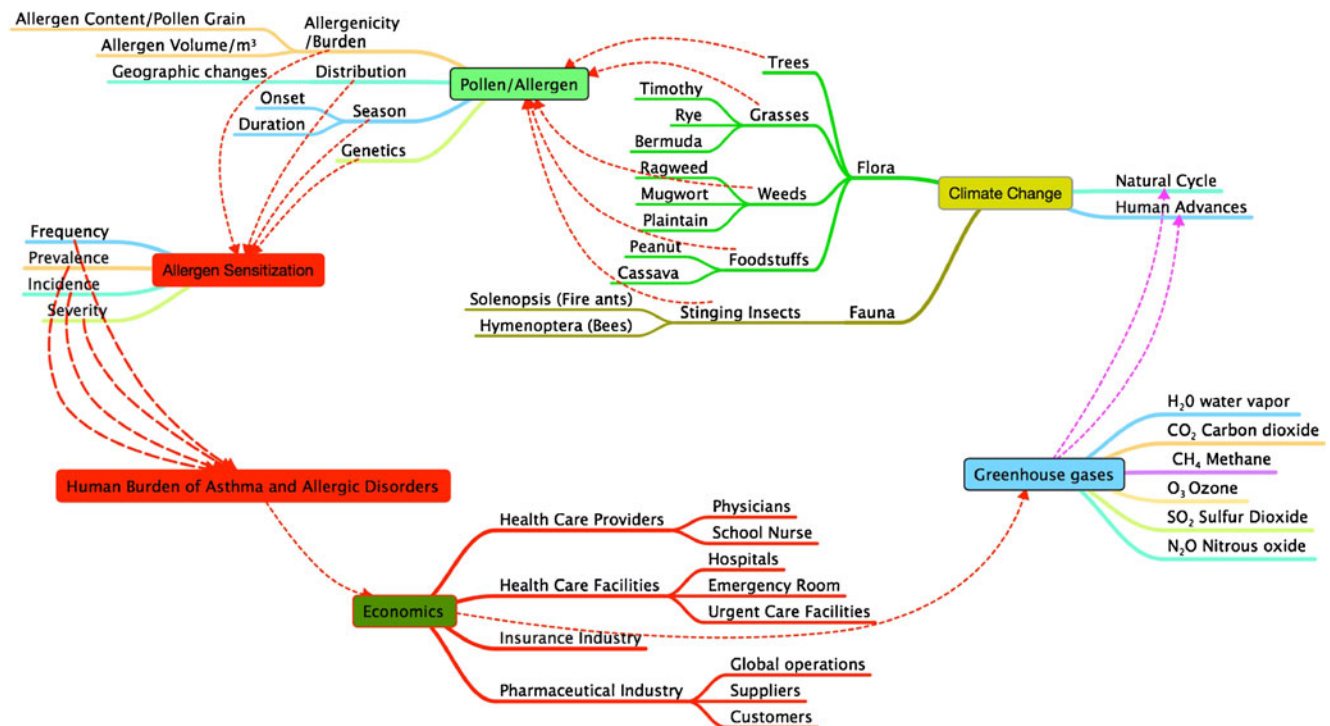 Allergen Content/Pollen Grain
Allergen Volume/m³
Allergenicity
/Burden
Geographic changes
Distribution
Onset
Duration
Season
Genetics
Pollen/Allergen
Trees
Timothy
Rye
Bermuda
Grasses
Ragweed
Mugwort
Plaintain
Weeds
Peanut
Cassava
Foodstuffs
Flora
Solenopsis (Fire ants)
Hymenoptera (Bees)
Stinging Insects
Fauna
Climate Change
Natural Cycle
Human Advances
Frequency
Prevalence
Incidence
Severity
Allergen Sensitization
Human Burden of Asthma and Allergic Disorders
Economics
Health Care Providers
Physicians
School Nurse
Health Care Facilities
Hospitals
Emergency Room
Urgent Care Facilities
Insurance Industry
Pharmaceutical Industry
Global operations
Suppliers
Customers
Greenhouse gases
H₂0 water vapor
CO₂ Carbon dioxide
CH₄ Methane
O₃ Ozone
SO₂ Sulfur Dioxide
N₂O Nitrous oxide